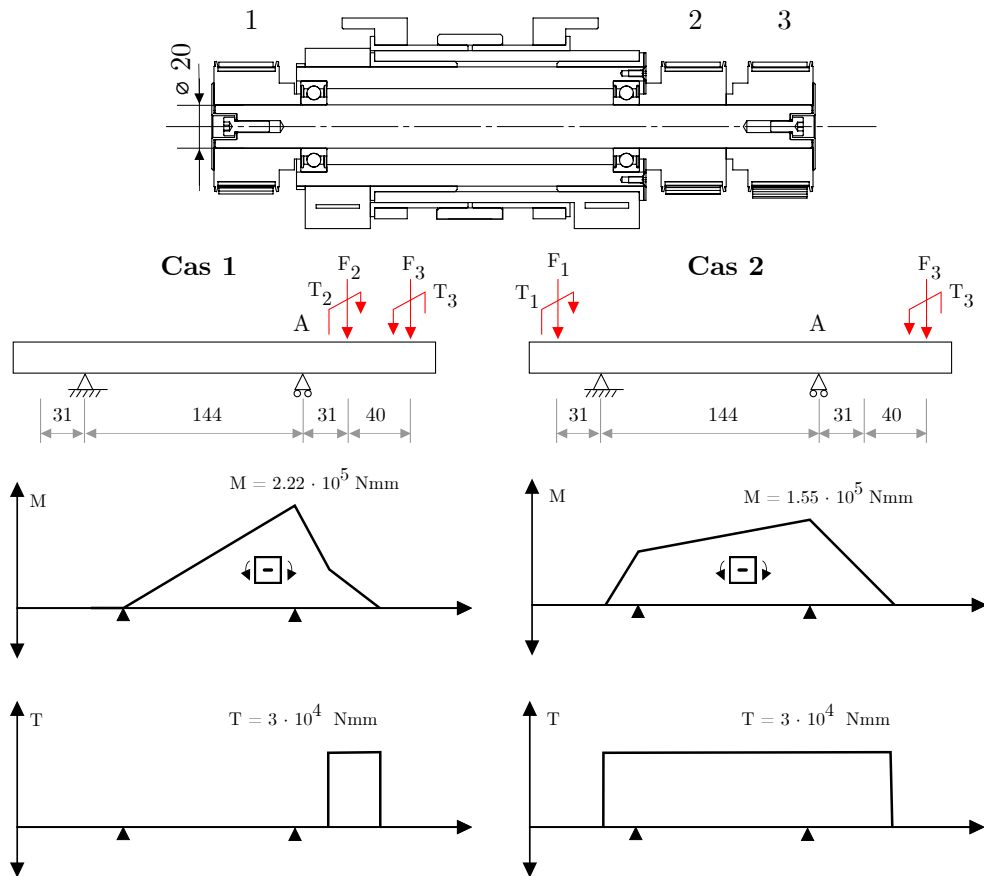 1
2
3
⌀ 20
Cas 1
Cas 2
F2
F3
T2
T3
A
F1
F3
T1
T3
A
31
144
31
40
31
144
31
40
M
M = 2.22 · 10^5 Nmm
-
M
M = 1.55 · 10^5 Nmm
-
T
T = 3 · 10^4 Nmm
T
T = 3 · 10^4 Nmm